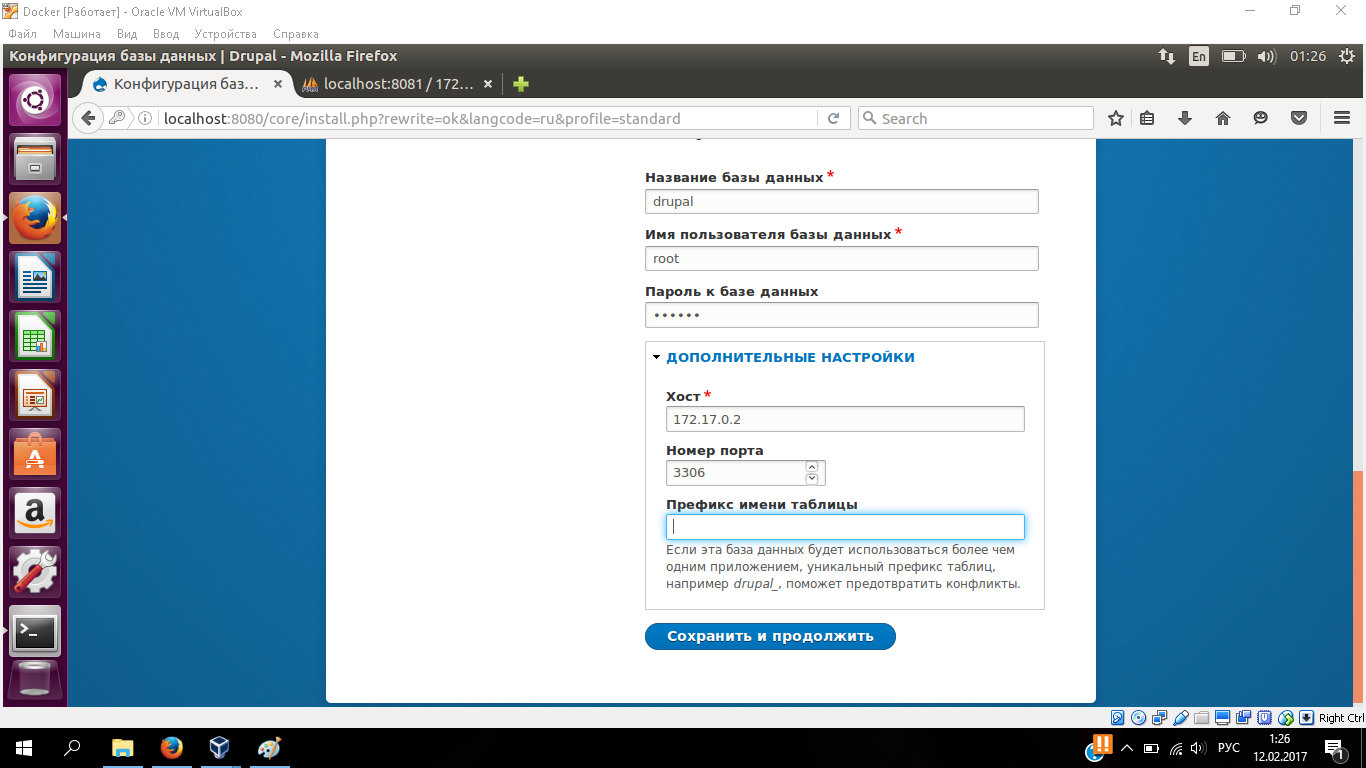 Docker [Работает] - Oracle VM VirtualBox
Файл Машина Вид Ввод Устройства Справка
Конфигурация базы данных | Drupal - Mozilla Firefox
En
01:26
Конфигурация баз... ×
localhost:8081 / 172... ×
localhost:8080/core/install.php?rewrite=ok&langcode=ru&profile=standard
Search
Название базы данных *
drupal
Имя пользователя базы данных *
root
Пароль к базе данных
••••••
ДОПОЛНИТЕЛЬНЫЕ НАСТРОЙКИ
Хост *
172.17.0.2
Номер порта
3306
Префикс имени таблицы
Если эта база данных будет использоваться более чем
одним приложением, уникальный префикс таблиц,
например drupal_, поможет предотвратить конфликты.
Сохранить и продолжить
Right Ctrl
РУС
1:26
12.02.2017
1